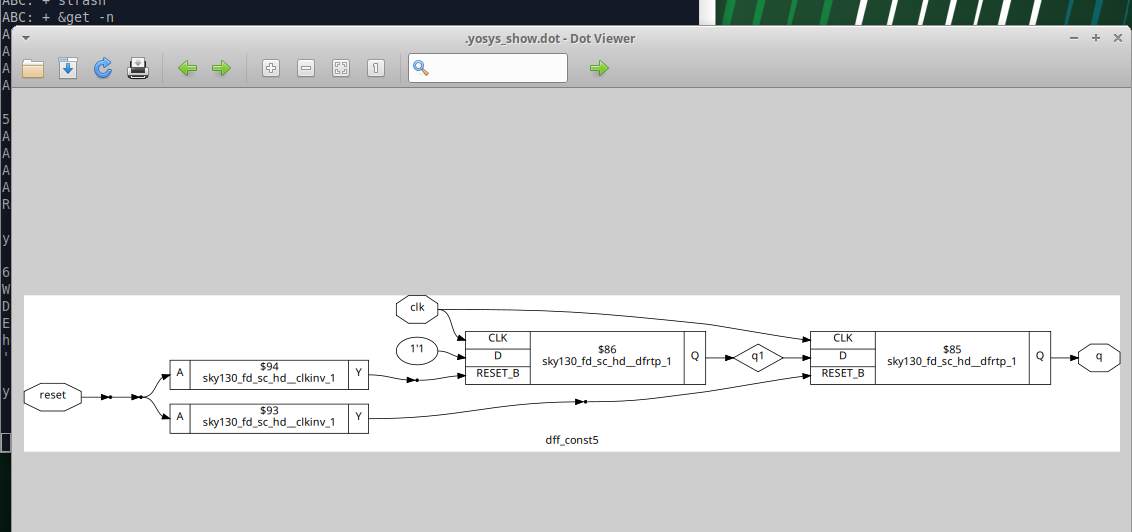 ABC: + strash
ABC: + &get -n
.yosys_show.dot - Dot Viewer
A
A
A
A
5
A
A
A
A
R
y
6
W
D
E
h
'
y
clk
CLK
D
RESET_B
$86
sky130_fd_sc_hd__dfrtp_1
Q
q1
CLK
D
RESET_B
$85
sky130_fd_sc_hd__dfrtp_1
Q
q
1'1
reset
A
$94
sky130_fd_sc_hd__clkinv_1
Y
A
$93
sky130_fd_sc_hd__clkinv_1
Y
dff_const5